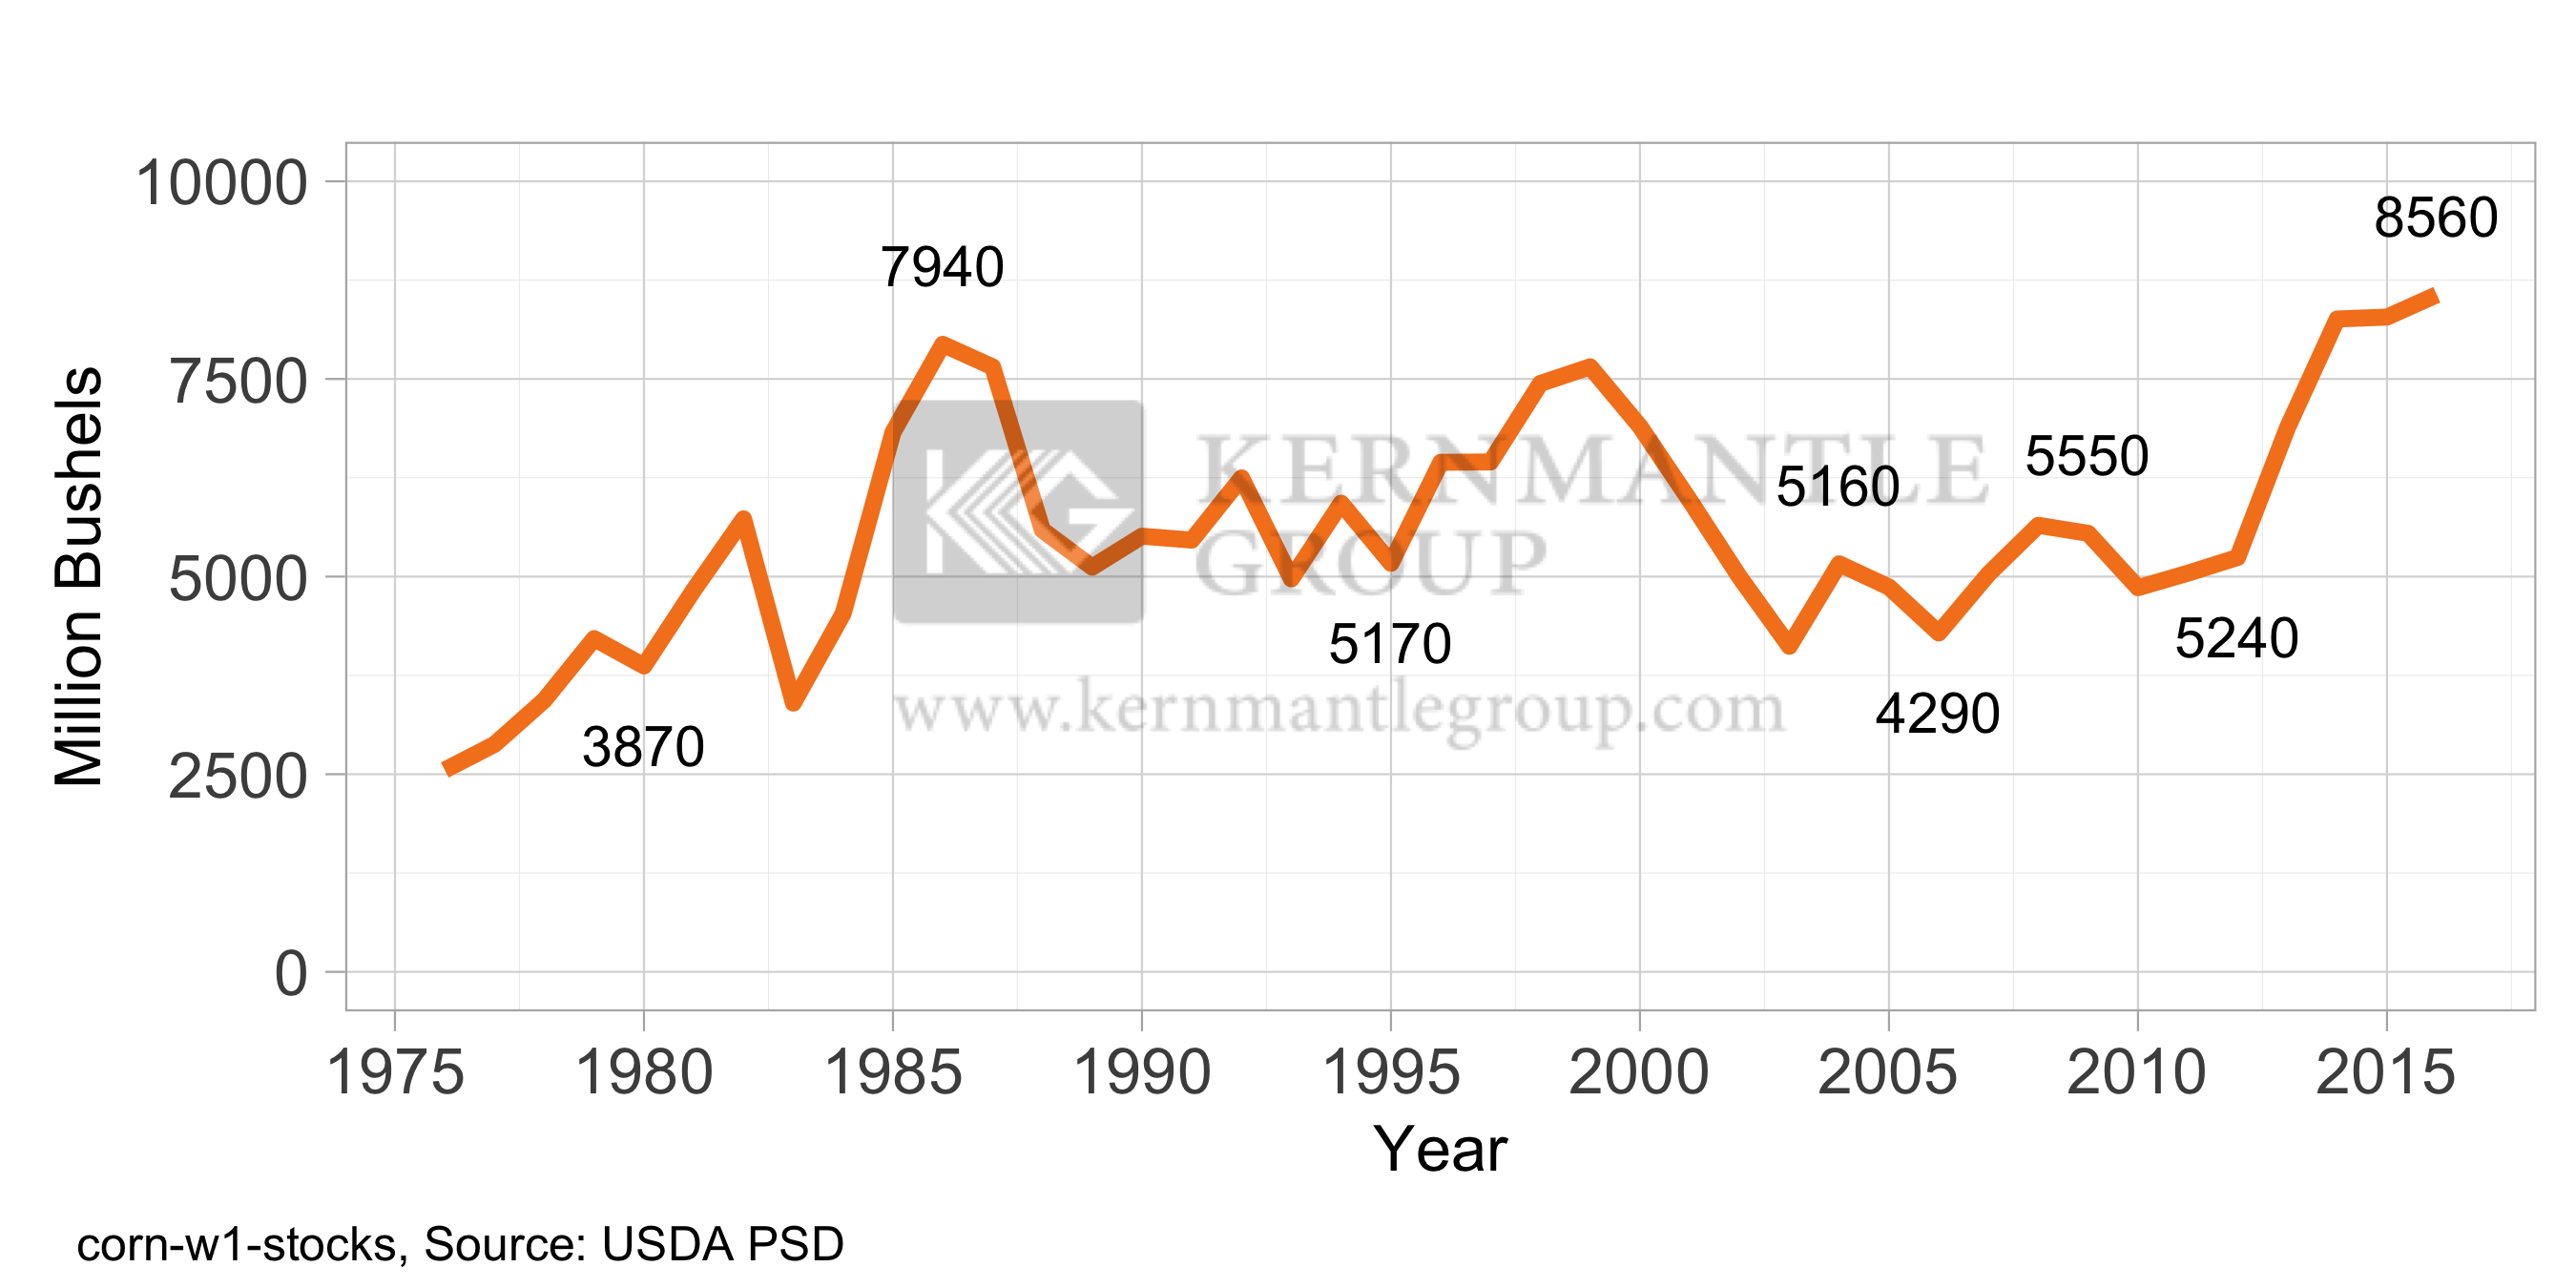 10000
7500
5000
2500
0
Million Bushels
7940
8560
5160
5550
5170
5240
3870
4290
KERNMANTLE
GROUP
KG
www.kernmantlegroup.com
1975 1980 1985 1990 1995 2000 2005 2010 2015
Year
corn-w1-stocks, Source: USDA PSD